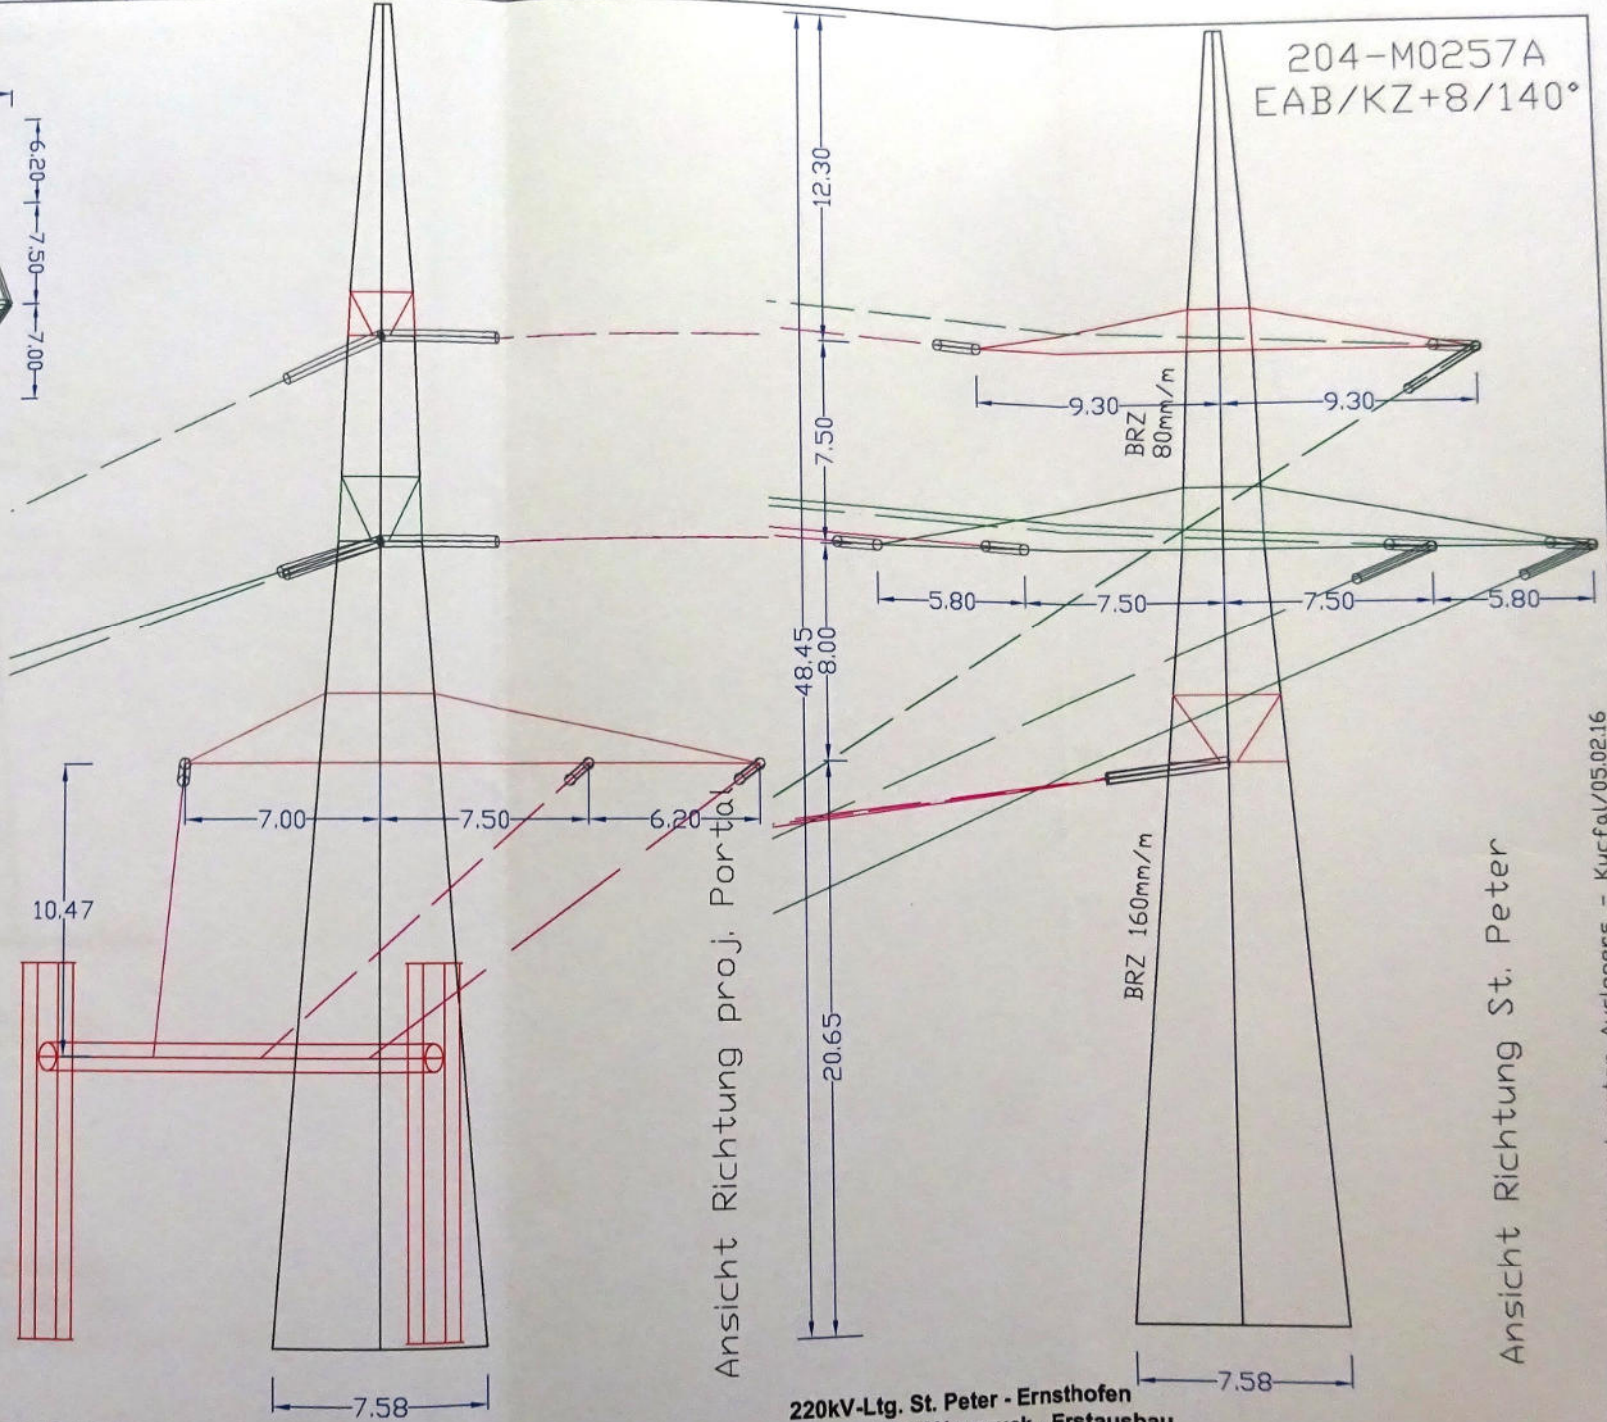 204-M0257A
EAB/KZ+8/140°
6.20
7.50
7.00
12.30
7.50
48.45
8.00
20.65
9.30
9.30
BRZ
80mm/m
5.80
7.50
7.50
5.80
7.00
7.50
6.20
10.47
BRZ 160mm/m
Ansicht Richtung proj. Portal
Ansicht Richtung St. Peter
7.58
7.58
220kV-Ltg. St. Peter - Ernsthofen
- Erstausbau
- Kucfal/05.02.16